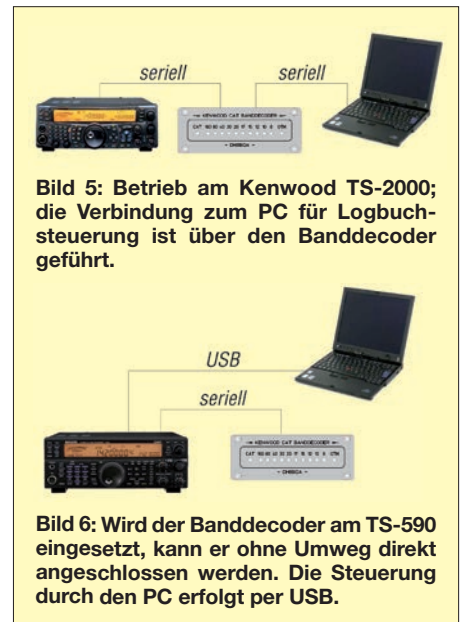 seriell seriell
KENWOOD CAT BANDDECODER
Bild 5: Betrieb am Kenwood TS-2000;
die Verbindung zum PC für Logbuch-
steuerung ist über den Banddecoder
geführt.
USB
seriell
KENWOOD CAT BANDDECODER
Bild 6: Wird der Banddecoder am TS-590
eingesetzt, kann er ohne Umweg direkt
angeschlossen werden. Die Steuerung
durch den PC erfolgt per USB.